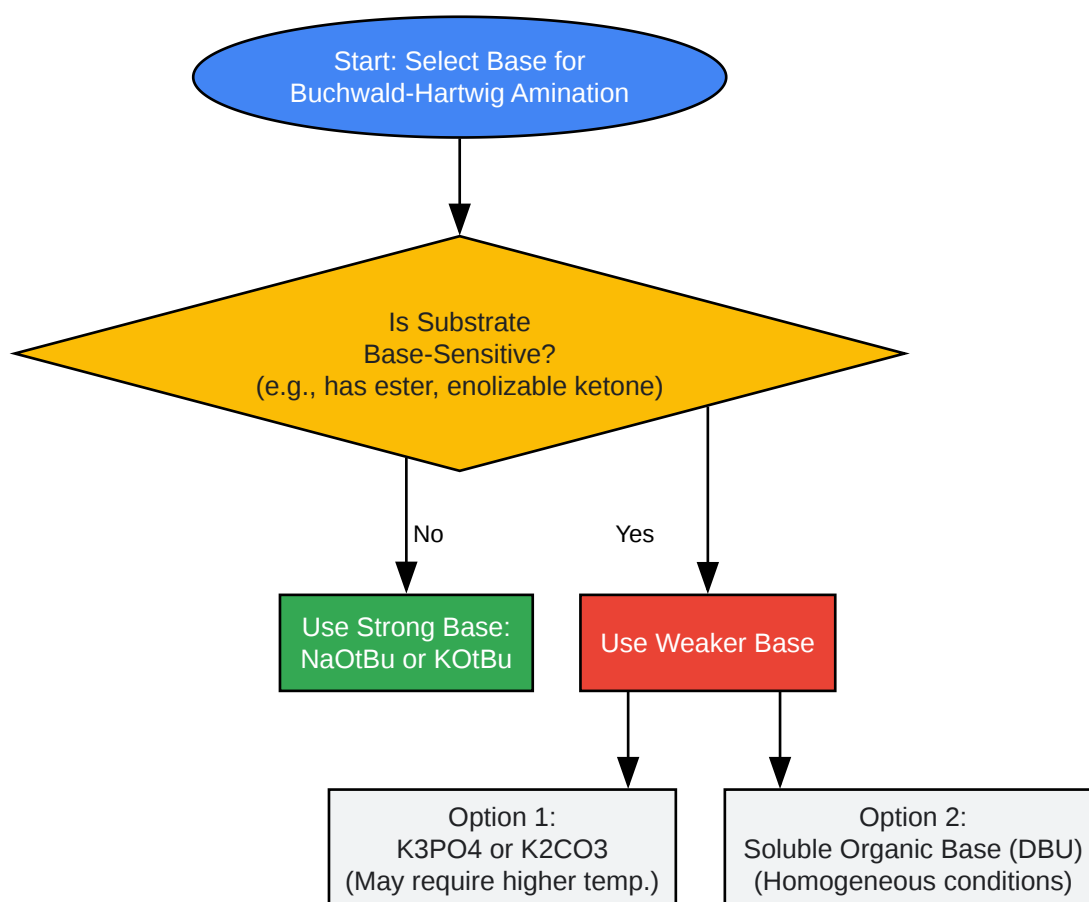 Start: Select Base for
Buchwald-Hartwig Amination
Is Substrate
Base-Sensitive?
(e.g., has ester, enolizable ketone)
No
Yes
Use Strong Base:
NaOtBu or KOtBu
Use Weaker Base
Option 1:
K3PO4 or K2CO3
(May require higher temp.)
Option 2:
Soluble Organic Base (DBU)
(Homogeneous conditions)